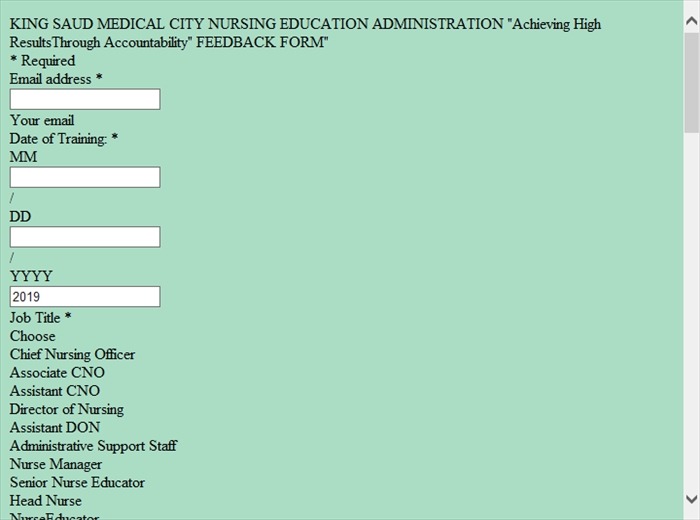 KING SAUD MEDICAL CITY NURSING EDUCATION ADMINISTRATION "Achieving High
ResultsThrough Accountability" FEEDBACK FORM"
* Required
Email address *
Your email
Date of Training: *
MM
/
DD
/
YYYY
2019
Job Title *
Choose
Chief Nursing Officer
Associate CNO
Assistant CNO
Director of Nursing
Assistant DON
Administrative Support Staff
Nurse Manager
Senior Nurse Educator
Head Nurse
NurseEducator